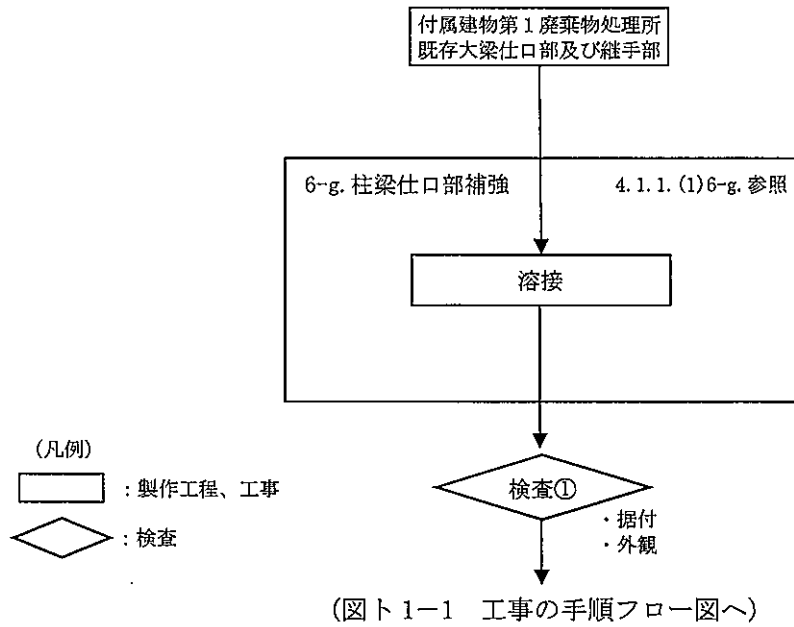 付属建物第１廃棄物処理所
既存大梁仕口部及び継手部
6-g. 柱梁仕口部補強 4.1.1.(1)6-g. 参照
溶接
(凡例)
：製作工程、工事
：検査
検査①
・据付
・外観
(図ト 1－1 工事の手順フロー図へ)